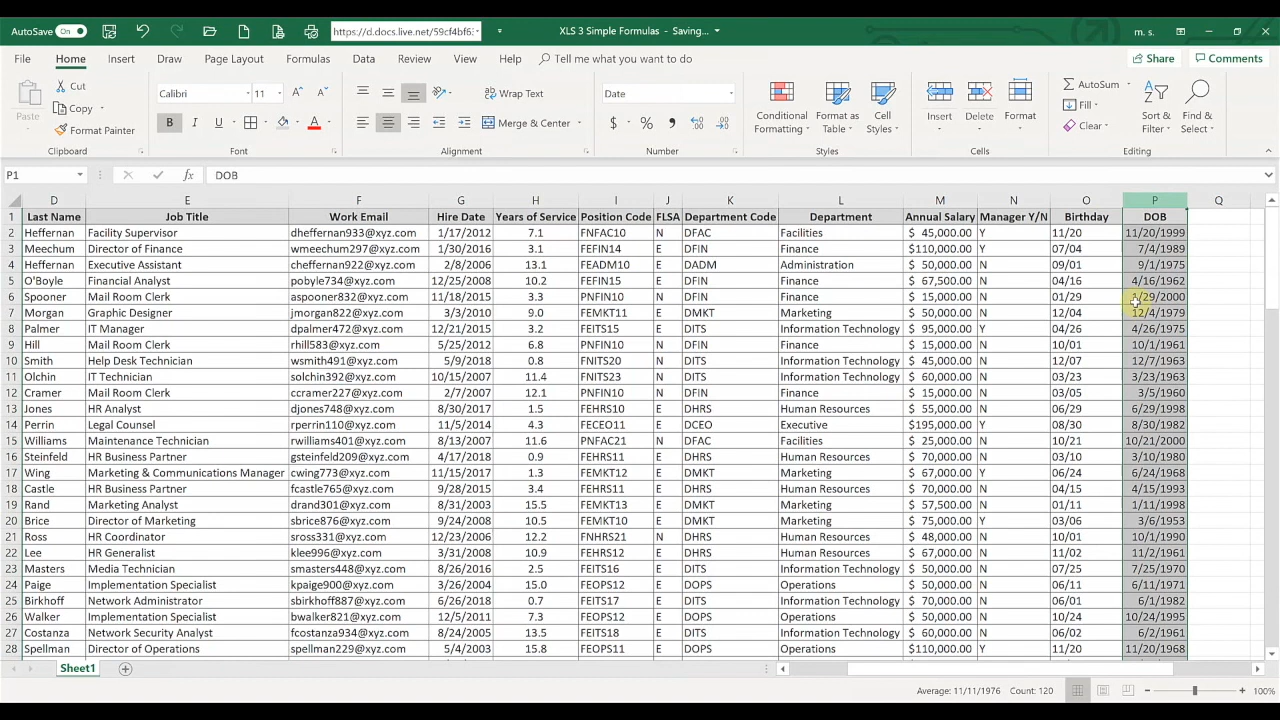 AutoSave On https://d.docs.live.net/59cf4bf6 XLS 3 Simple Formulas - Saving... m. s.
File Home Insert Draw Page Layout Formulas Data Review View Help Tell me what you want to do Share Comments
Paste Cut Copy Format Painter Clipboard
Calibri 11 B I U A Font
Wrap Text Merge & Center Alignment
Date $ % , Number
Conditional Formatting Format as Table Cell Styles Styles
Insert Delete Format Cells
AutoSum Fill Clear Sort & Filter Find & Select Editing
P1 fx DOB
D E F G H I J K L M N O P Q
1 Last Name Job Title Work Email Hire Date Years of Service Position Code FLSA Department Code Department Annual Salary Manager Y/N Birthday DOB
2 Heffernan Facility Supervisor dheffernan933@xyz.com 1/17/2012 7.1 PNFAC10 N DFAC Facilities $ 45,000.00 Y 11/20 11/20/1999
3 Meechum Director of Finance wmeechum297@xyz.com 1/30/2016 3.1 FEFIN14 E DFIN Finance $110,000.00 Y 07/04 7/4/1989
4 Heffernan Executive Assistant cheffernan922@xyz.com 2/8/2006 13.1 FEADM10 E DADM Administration $ 50,000.00 N 09/01 9/1/1975
5 O'Boyle Financial Analyst pobyle734@xyz.com 12/25/2008 10.2 FEFIN15 E DFIN Finance $ 67,500.00 N 04/16 4/16/1962
6 Spooner Mail Room Clerk aspooner832@xyz.com 11/18/2015 3.3 PNFIN10 N DFIN Finance $ 15,000.00 N 01/29 1/29/2000
7 Morgan Graphic Designer jmorgan822@xyz.com 3/3/2010 9.0 FEMKT11 E DMKT Marketing $ 50,000.00 N 12/04 12/4/1979
8 Palmer IT Manager dpalmer472@xyz.com 12/21/2015 3.2 FEITS15 E DITS Information Technology $ 95,000.00 Y 04/26 4/26/1975
9 Hill Mail Room Clerk rhill583@xyz.com 5/25/2012 6.8 PNFIN10 N DFIN Finance $ 15,000.00 N 10/01 10/1/1961
10 Smith Help Desk Technician wsmith491@xyz.com 5/9/2018 0.8 FNITS20 N DITS Information Technology $ 45,000.00 N 12/07 12/7/1963
11 Olchin IT Technician solchin392@xyz.com 10/15/2007 11.4 FNITS23 N DITS Information Technology $ 60,000.00 N 03/23 3/23/1963
12 Cramer Mail Room Clerk ccramer227@xyz.com 2/7/2007 12.1 PNFIN10 N DFIN Finance $ 15,000.00 N 03/05 3/5/1960
13 Jones HR Analyst djones748@xyz.com 8/30/2017 1.5 FEHRS10 E DHRS Human Resources $ 55,000.00 N 06/29 6/29/1998
14 Perrin Legal Counsel rperrin110@xyz.com 11/5/2014 4.3 FECEO11 E DCEO Executive $195,000.00 Y 08/30 8/30/1982
15 Williams Maintenance Technician rwilliams401@xyz.com 8/13/2007 11.6 PNFAC21 N DFAC Facilities $ 25,000.00 N 10/21 10/21/2000
16 Steinfeld HR Business Partner gsteinfeld209@xyz.com 4/17/2018 0.9 FEHRS11 E DHRS Human Resources $ 70,000.00 N 03/10 3/10/1980
17 Wing Marketing & Communications Manager cwing773@xyz.com 11/15/2017 1.3 FEMKT12 E DMKT Marketing $ 67,000.00 Y 06/24 6/24/1968
18 Castle HR Business Partner fcastle765@xyz.com 9/28/2015 3.4 FEHRS11 E DHRS Human Resources $ 70,000.00 N 04/15 4/15/1993
19 Rand Marketing Analyst drand301@xyz.com 8/31/2003 15.5 FEMKT13 E DMKT Marketing $ 57,500.00 N 01/11 1/11/1998
20 Brice Director of Marketing sbrice876@xyz.com 9/24/2008 10.5 FEMKT10 E DMKT Marketing $ 75,000.00 Y 03/06 3/6/1953
21 Ross HR Coordinator sross331@xyz.com 12/23/2006 12.2 FNHRS21 N DHRS Human Resources $ 48,000.00 N 10/01 10/1/1990
22 Lee HR Generalist klee996@xyz.com 3/31/2008 10.9 FEHRS12 E DHRS Human Resources $ 67,000.00 N 11/02 11/2/1961
23 Masters Media Technician smasters448@xyz.com 8/26/2016 2.5 FEITS16 E DITS Information Technology $ 50,000.00 N 07/25 7/25/1970
24 Paige Implementation Specialist kpaige900@xyz.com 3/26/2004 15.0 FEOPS12 E DOPS Operations $ 50,000.00 N 06/11 6/11/1971
25 Birkhoff Network Administrator sbirkhoff887@xyz.com 6/26/2018 0.7 FEITS17 E DITS Information Technology $ 70,000.00 N 06/01 6/1/1982
26 Walker Implementation Specialist bwalker821@xyz.com 12/5/2011 7.3 FEOPS12 E DOPS Operations $ 50,000.00 N 10/24 10/24/1995
27 Costanza Network Security Analyst fcostanza934@xyz.com 8/24/2005 13.5 FEITS18 E DITS Information Technology $ 60,000.00 N 06/02 6/2/1961
28 Spellman Director of Operations spellman229@xyz.com 5/4/2003 15.8 FEOPS11 E DOPS Operations $110,000.00 Y 11/20 11/20/1968
Sheet1
Average: 11/11/1976 Count: 120 100%